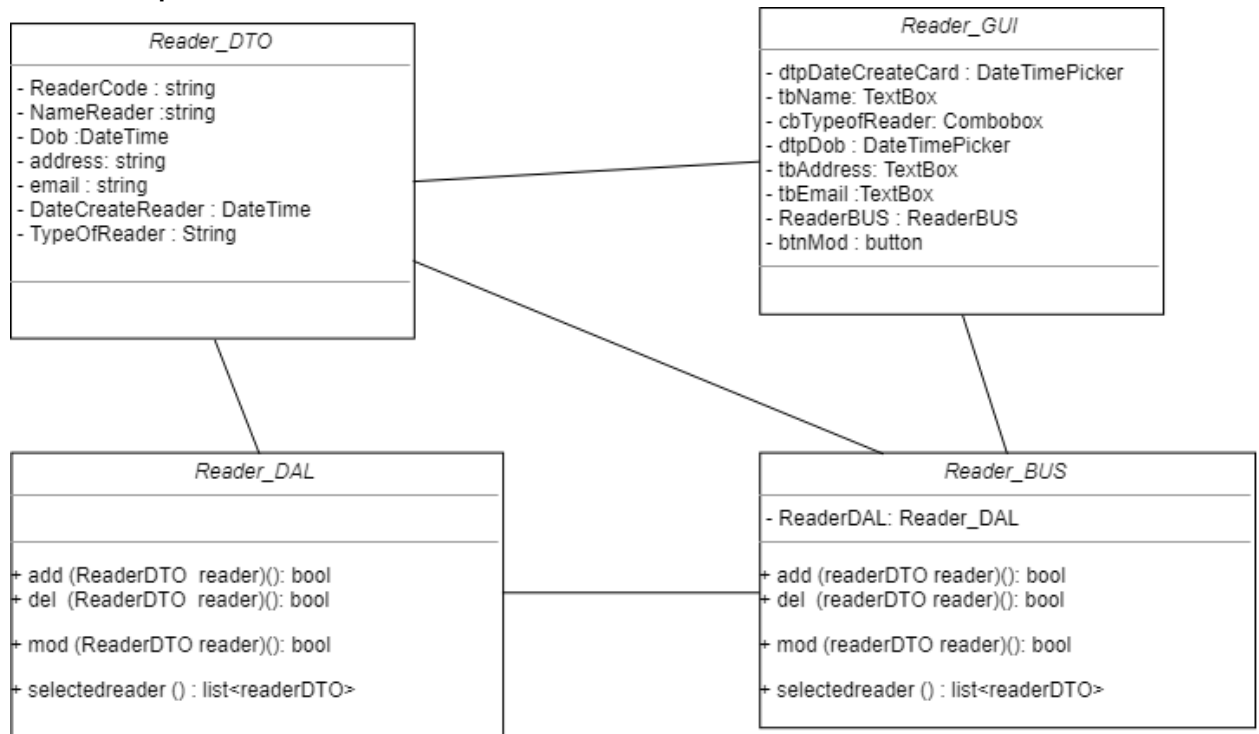 Reader_DTO
- ReaderCode : string
- NameReader :string
- Dob :DateTime
- address: string
- email : string
- DateCreateReader : DateTime
- TypeOfReader : String
Reader_GUI
- dtpDateCreateCard : DateTimePicker
- tbName: TextBox
- cbTypeofReader: Combobox
- dtpDob : DateTimePicker
- tbAddress: TextBox
- tbEmail :TextBox
- ReaderBUS : ReaderBUS
- btnMod : button
Reader_DAL
+ add (ReaderDTO reader)(): bool
+ del (ReaderDTO reader)(): bool
+ mod (ReaderDTO reader)(): bool
+ selectedreader () : list<readerDTO>
Reader_BUS
- ReaderDAL: Reader_DAL
+ add (readerDTO reader)(): bool
+ del (readerDTO reader)(): bool
+ mod (readerDTO reader)(): bool
+ selectedreader () : list<readerDTO>